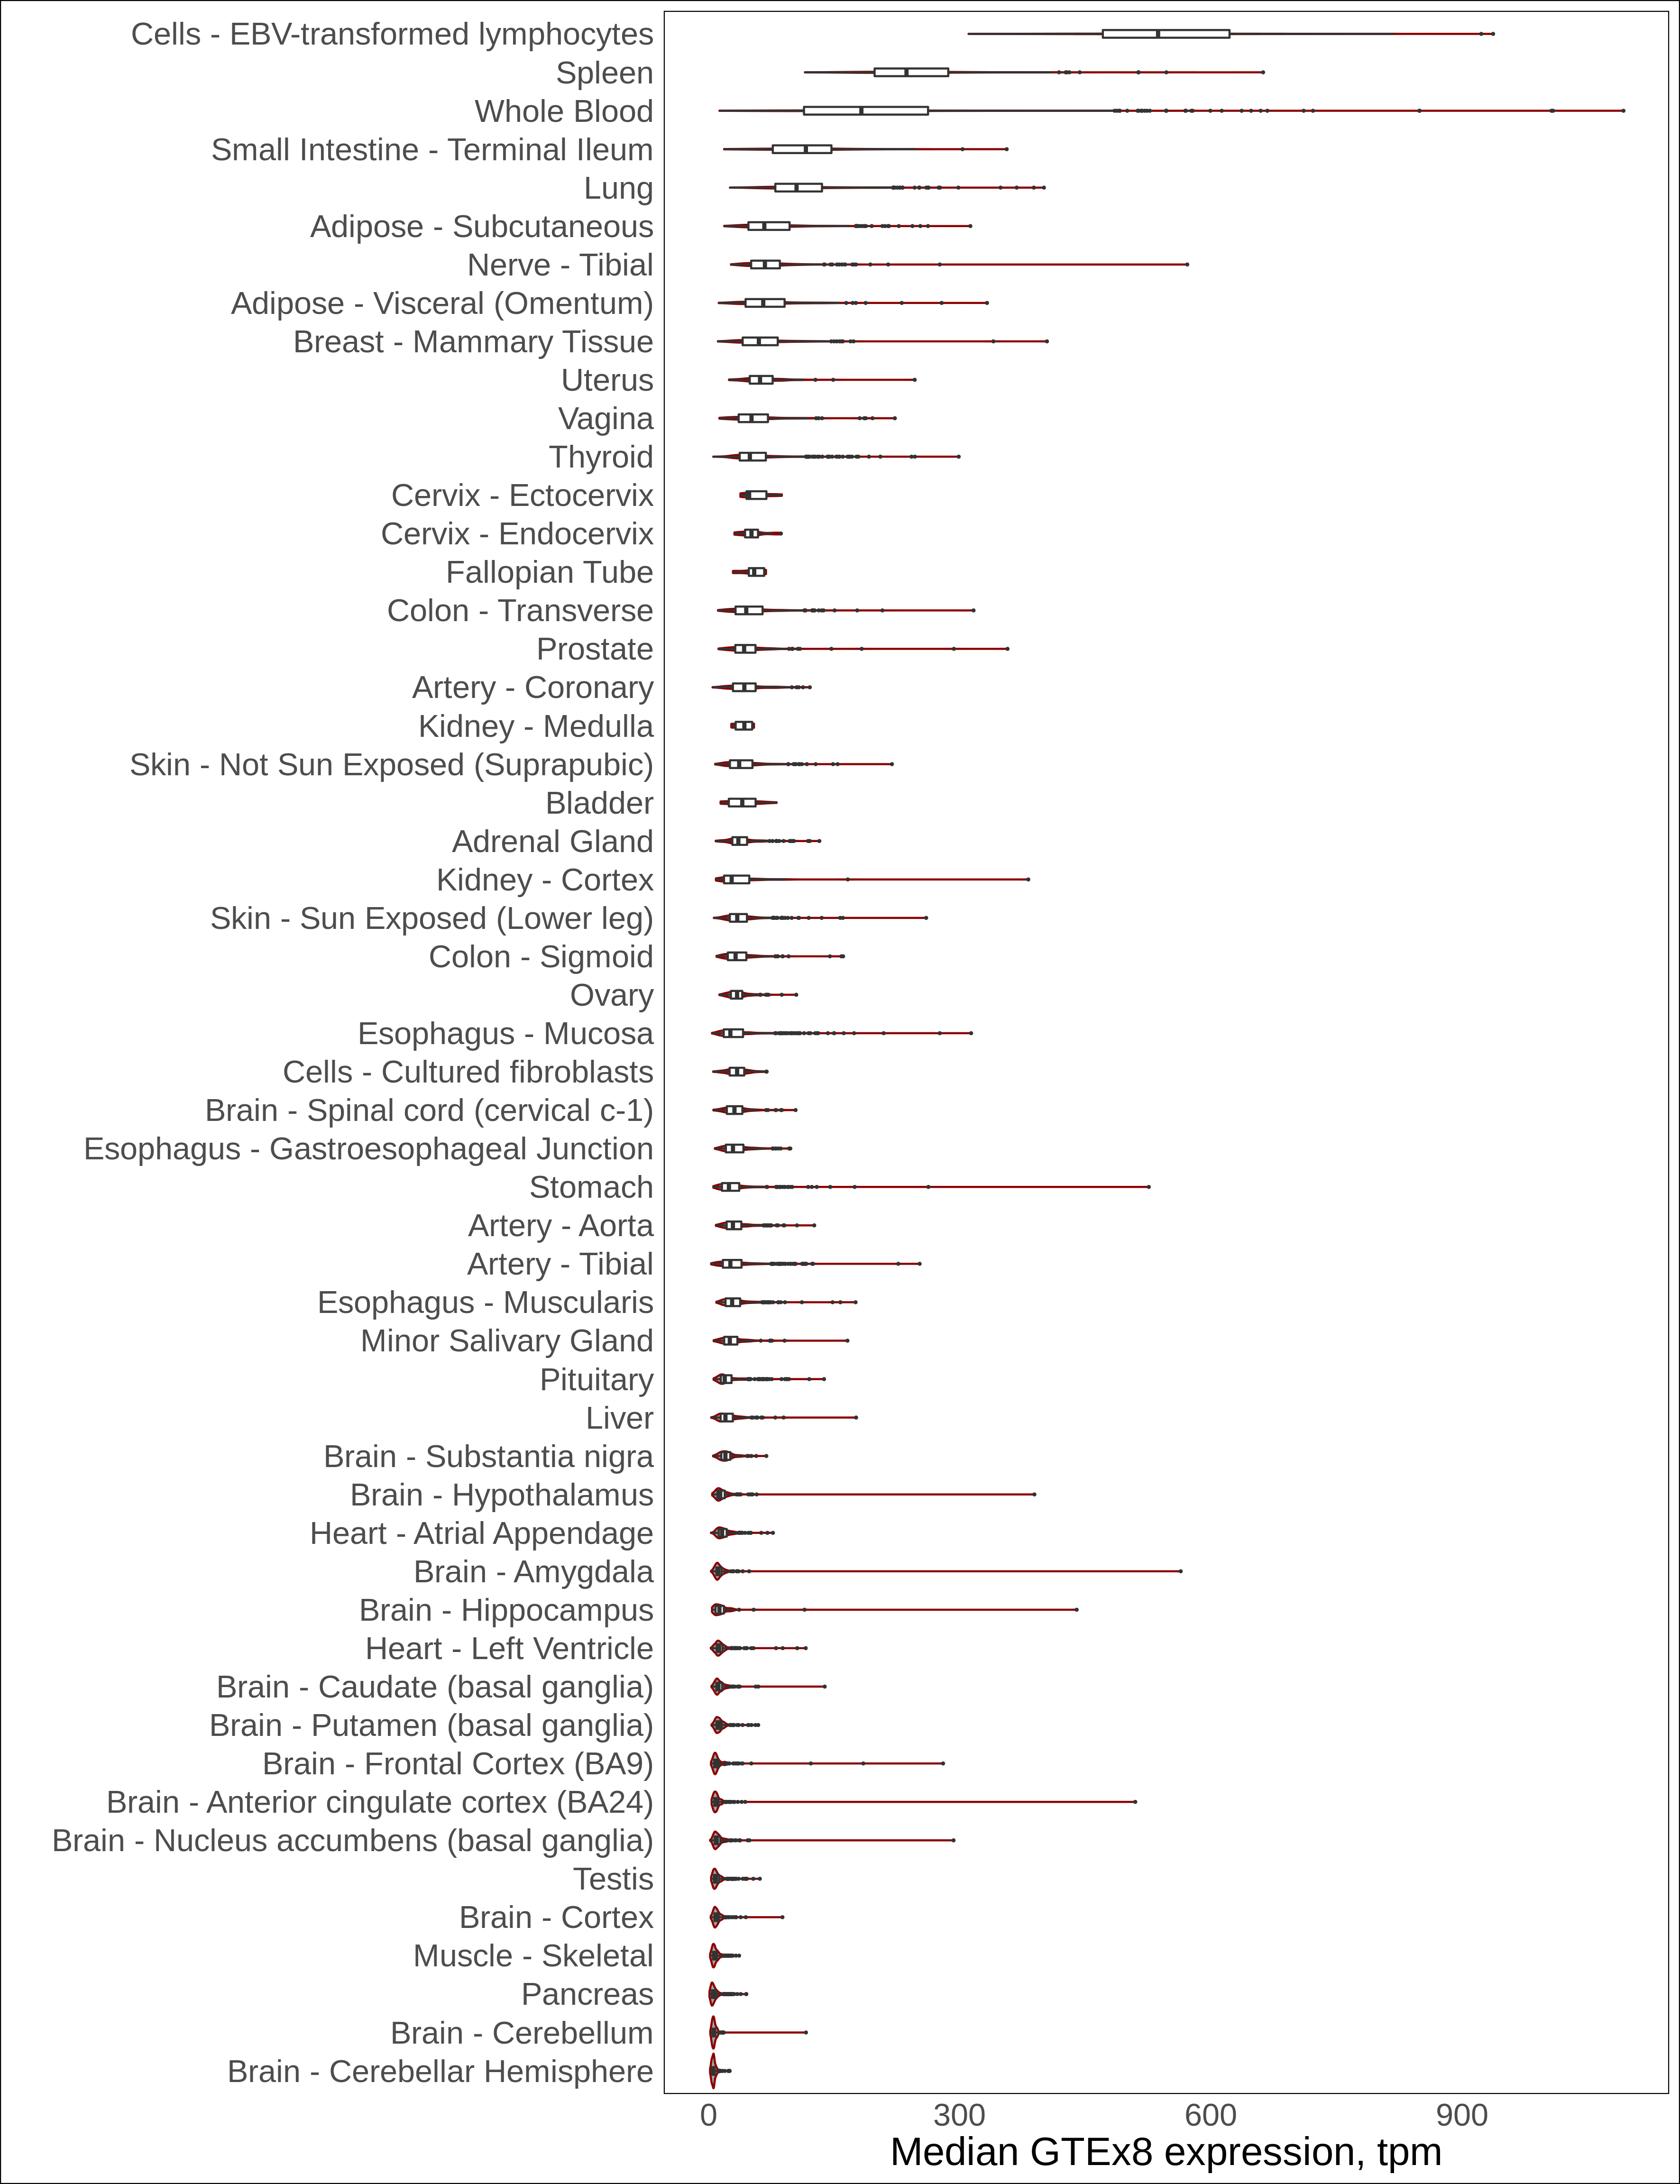 Cells - EBV-transformed lymphocytes
Spleen
Whole Blood
Small Intestine - Terminal Ileum
Lung
Adipose - Subcutaneous
Nerve - Tibial
Adipose - Visceral (Omentum)
Breast - Mammary Tissue
Uterus
Vagina
Thyroid
Cervix - Ectocervix
Cervix - Endocervix
Fallopian Tube
Colon - Transverse
Prostate
Artery - Coronary
Kidney - Medulla
Skin - Not Sun Exposed (Suprapubic)
Bladder
Adrenal Gland
Kidney - Cortex
Skin - Sun Exposed (Lower leg)
Colon - Sigmoid
Ovary
Esophagus - Mucosa
Cells - Cultured fibroblasts
Brain - Spinal cord (cervical c-1)
Esophagus - Gastroesophageal Junction
Stomach
Artery - Aorta
Artery - Tibial
Esophagus - Muscularis
Minor Salivary Gland
Pituitary
Liver
Brain - Substantia nigra
Brain - Hypothalamus
Heart - Atrial Appendage
Brain - Amygdala
Brain - Hippocampus
Heart - Left Ventricle
Brain - Caudate (basal ganglia)
Brain - Putamen (basal ganglia)
Brain - Frontal Cortex (BA9)
Brain - Anterior cingulate cortex (BA24)
Brain - Nucleus accumbens (basal ganglia)
Testis
Brain - Cortex
Muscle - Skeletal
Pancreas
Brain - Cerebellum
Brain - Cerebellar Hemisphere
0 300 600 900
Median GTEx8 expression, tpm